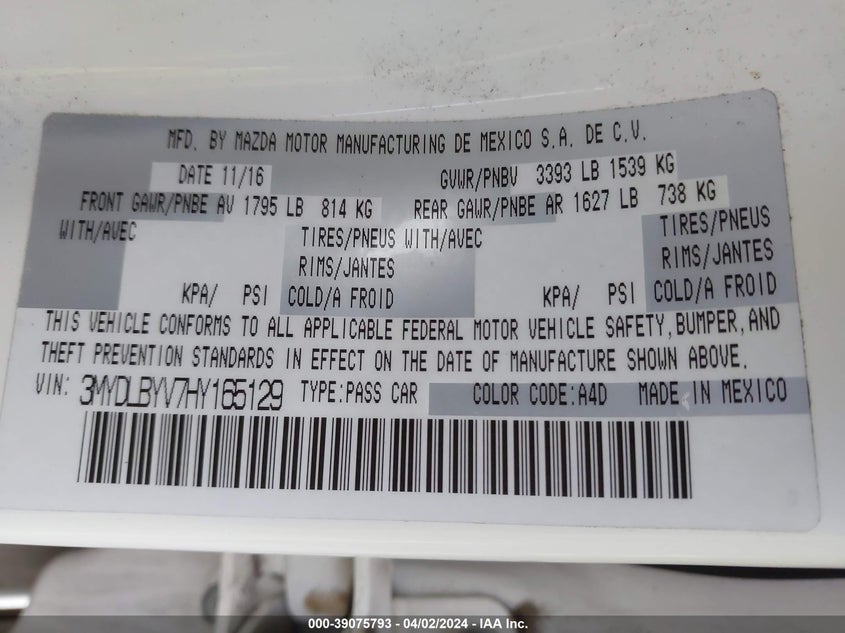 MFD. BY MAZDA MOTOR MANUFACTURING DE MEXICO S.A. DE C.V.
DATE 11/16 GVWR/PNBV 3393 LB 1539 KG
FRONT GAWR/PNBE AV 1795 LB 814 KG REAR GAWR/PNBE AR 1627 LB 738 KG
WITH/AVEC TIRES/PNEUS WITH/AVEC TIRES/PNEUS
RIMS/JANTES RIMS/JANTES
KPA/ PSI COLD/A FROID KPA/ PSI COLD/A FROID
THIS VEHICLE CONFORMS TO ALL APPLICABLE FEDERAL MOTOR VEHICLE SAFETY, BUMPER, AND
THEFT PREVENTION STANDARDS IN EFFECT ON THE DATE OF MANUFACTURE SHOWN ABOVE.
VIN: 3MYDLBYV7HY165129 TYPE:PASS CAR COLOR CODE:A4D MADE IN MEXICO
000-39075793 - 04/02/2024 - IAA Inc.